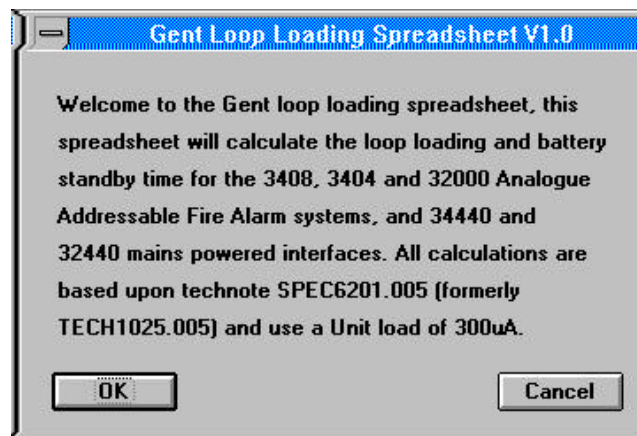 Gent Loop Loading Spreadsheet V1.0
Welcome to the Gent loop loading spreadsheet, this
spreadsheet will calculate the loop loading and battery
standby time for the 3408, 3404 and 32000 Analogue
Addressable Fire Alarm systems, and 34440 and
32440 mains powered interfaces. All calculations are
based upon technote SPEC6201.005 (formerly
TECH1025.005) and use a Unit load of 300uA.
OK
Cancel